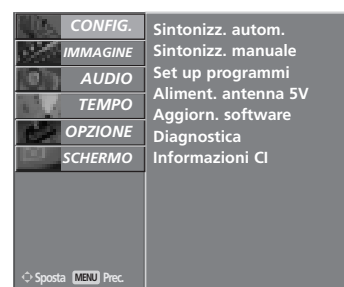 CONFIG.
IMMAGINE
AUDIO
TEMPO
OPZIONE
SCHERMO
Sintonizz. autom.
Sintonizz. manuale
Set up programmi
Aliment. antenna 5V
Aggiorn. software
Diagnostica
Informazioni CI
Sposta MENU Prec.